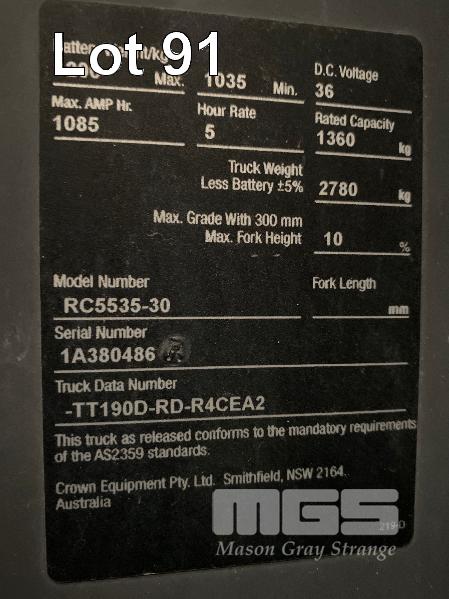 Lot 91
Max. 1035 Min.
D.C. Voltage
36
Max. AMP Hr.
1085
Hour Rate
5
Rated Capacity
1360 kg
Truck Weight
Less Battery ±5% 2780 kg
Max. Grade With 300 mm
Max. Fork Height 10 %
Model Number
RC5535-30
Fork Length
mm
Serial Number
1A380486 R
Truck Data Number
-TT190D-RD-R4CEA2
This truck as released conforms to the mandatory requirements
of the AS2359 standards.
Crown Equipment Pty. Ltd. Smithfield, NSW 2164.
Australia
MGS
219-D
Mason Gray Strange